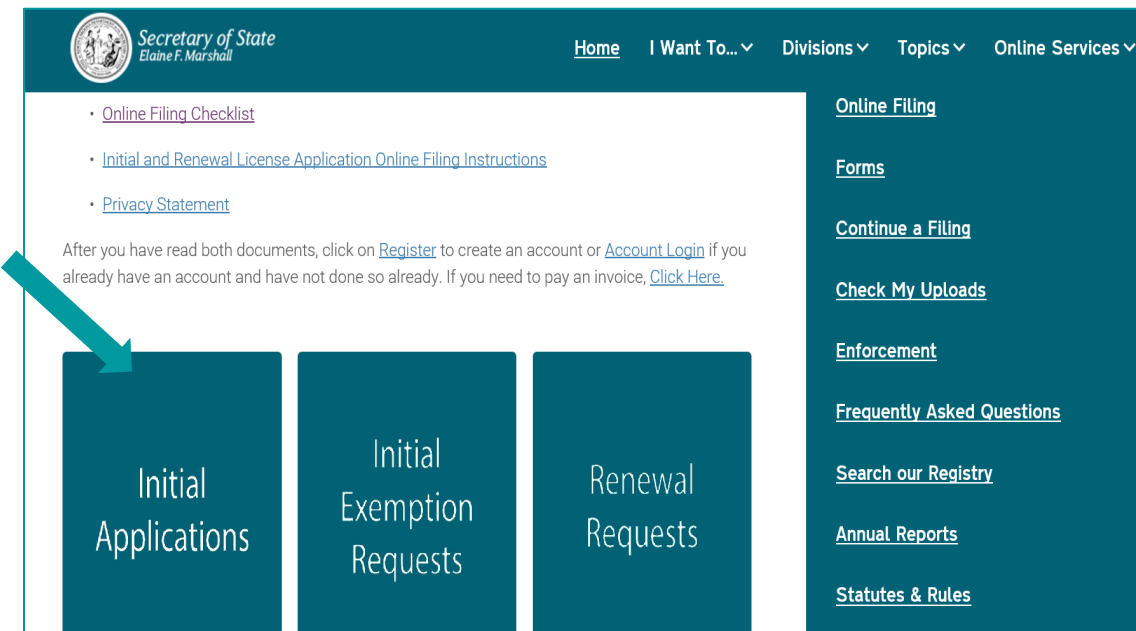 Secretary of State
Elaine F. Marshall
Home I Want To... Divisions Topics Online Services
• Online Filing Checklist
• Initial and Renewal License Application Online Filing Instructions
• Privacy Statement
After you have read both documents, click on Register to create an account or Account Login if you
already have an account and have not done so already. If you need to pay an invoice, Click Here.
Initial
Applications
Initial
Exemption
Requests
Renewal
Requests
Online Filing
Forms
Continue a Filing
Check My Uploads
Enforcement
Frequently Asked Questions
Search our Registry
Annual Reports
Statutes & Rules